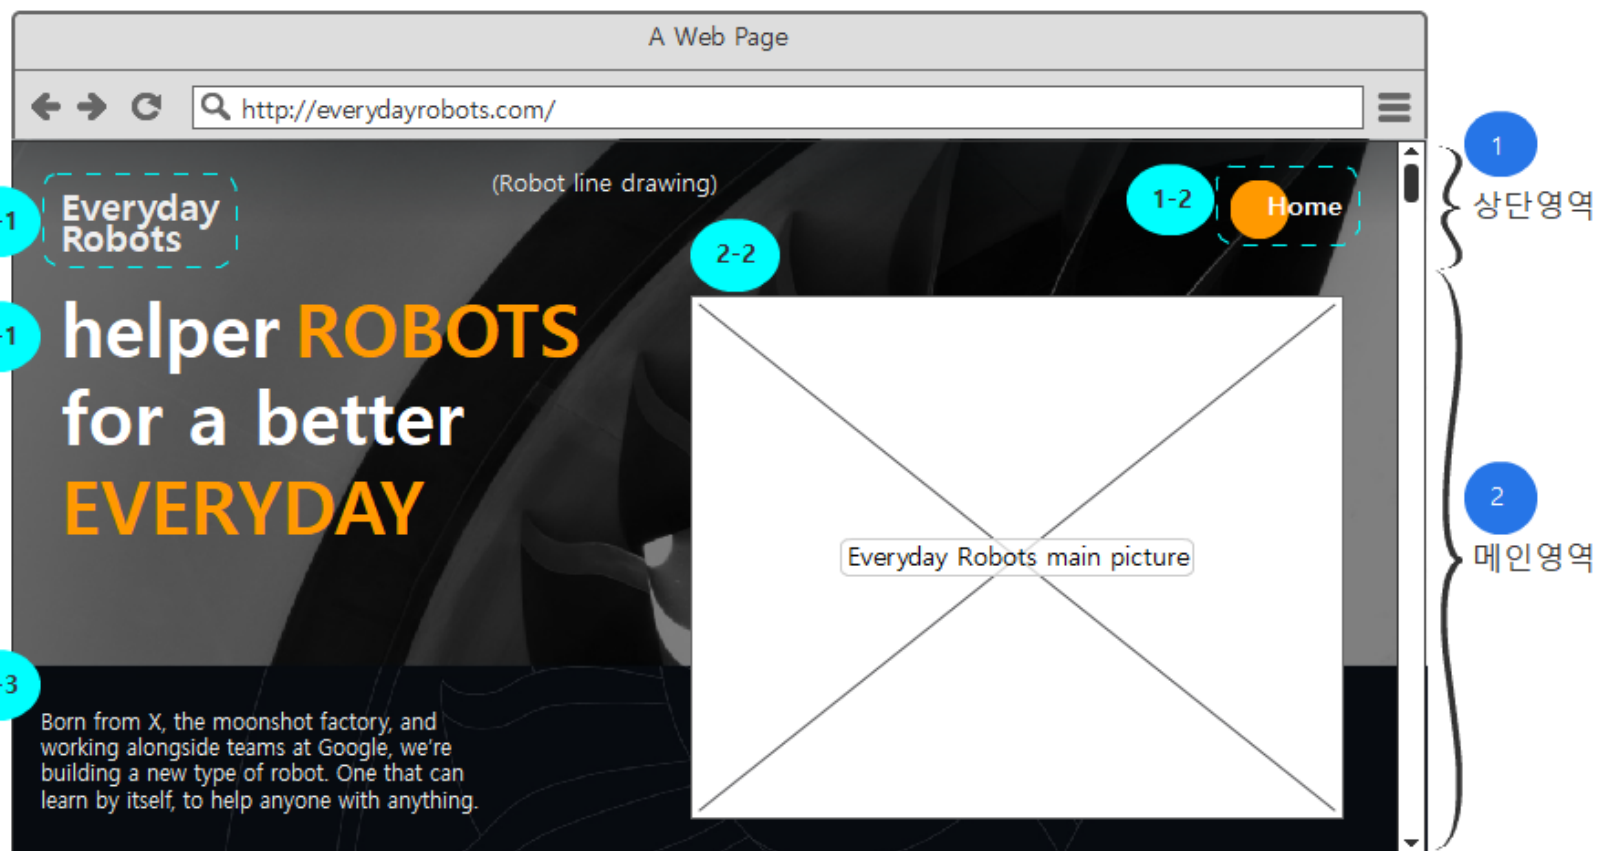 A Web Page
http://everydayrobots.com/
1
상단영역
-1
Everyday
Robots
(Robot line drawing)
1-2
Home
2-2
-1
helper ROBOTS
for a better
EVERYDAY
Everyday Robots main picture
2
메인영역
-3
Born from X, the moonshot factory, and
working alongside teams at Google, we're
building a new type of robot. One that can
learn by itself, to help anyone with anything.